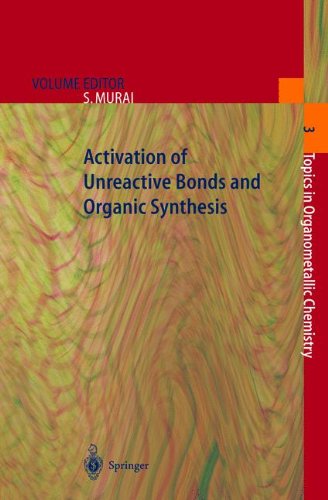 VOLUME EDITOR
S. MURAI
3
Topics in Organometallic Chemistry
Activation of
Unreactive Bonds and
Organic Synthesis
Springer